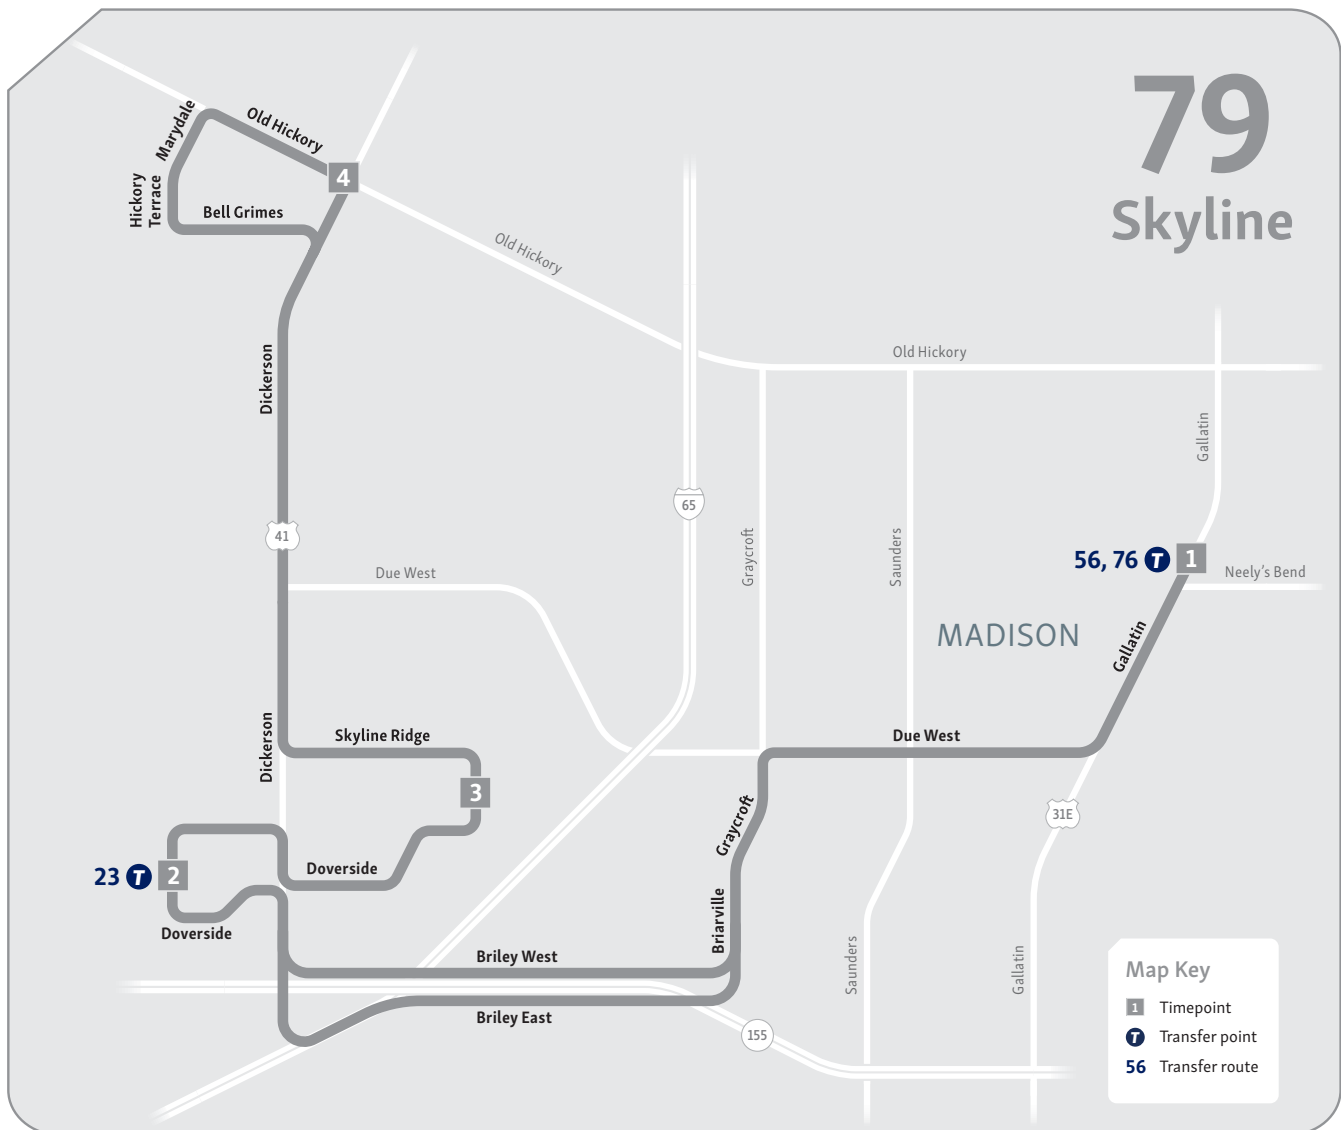 79
Skyline
Marydale
Old Hickory
4
Hickory
Terrace
Bell Grimes
Old Hickory
Dickerson
Old Hickory
Gallatin
65
41
Graycroft
Saunders
56, 76 T 1
Neely's Bend
Due West
MADISON
Gallatin
Dickerson
Skyline Ridge
Due West
3
Graycroft
31E
23 T 2
Doverside
Doverside
Briarville
Briley West
Saunders
Gallatin
Briley East
155
Map Key
1 Timepoint
T Transfer point
56 Transfer route